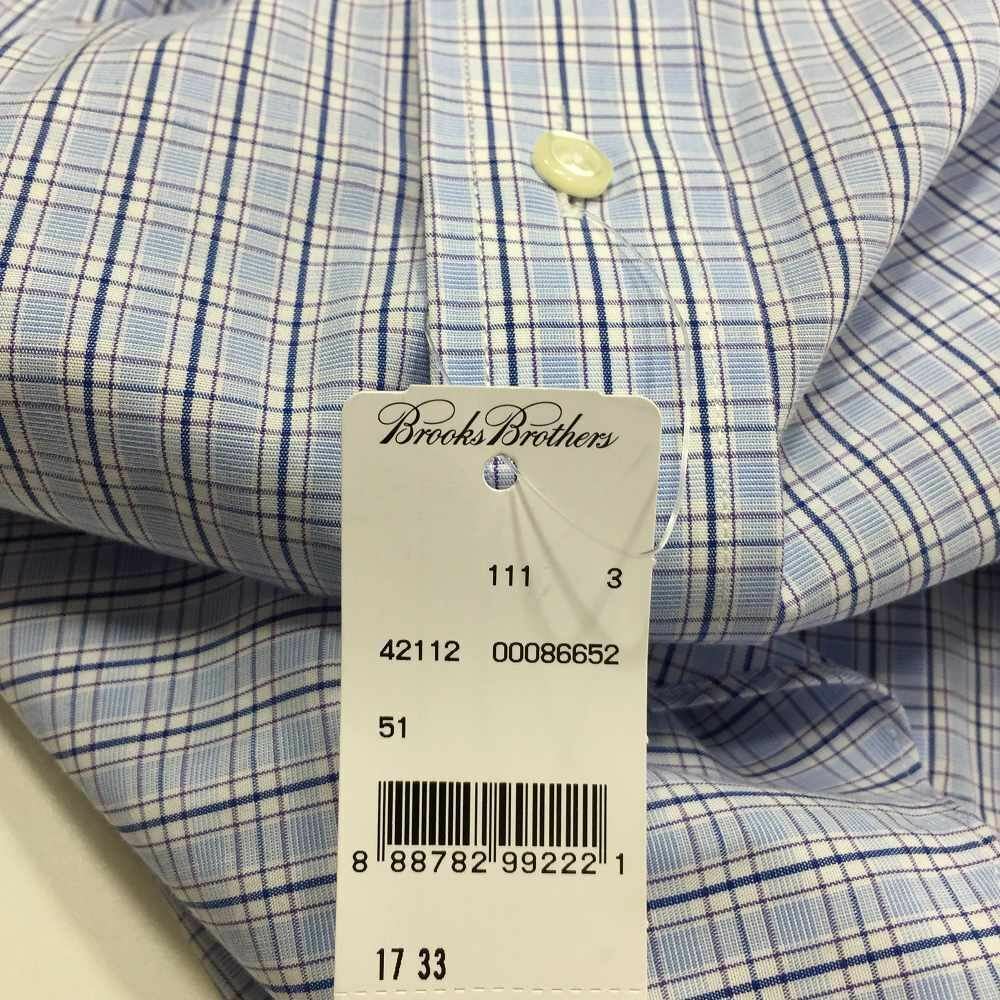 Brooks Brothers
111 3
42112 00086652
51
8 88782 99222 1
17 33